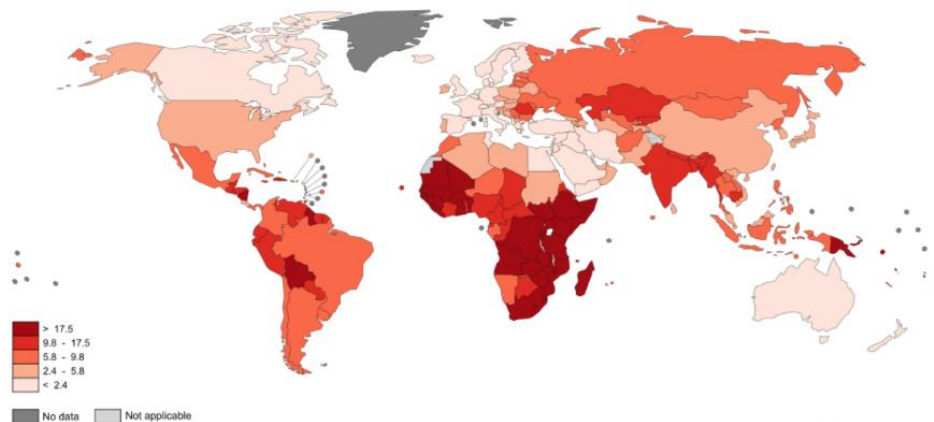 > 17.5
9.8 - 17.5
5.8 - 9.8
2.4 - 5.8
< 2.4
No data
Not applicable